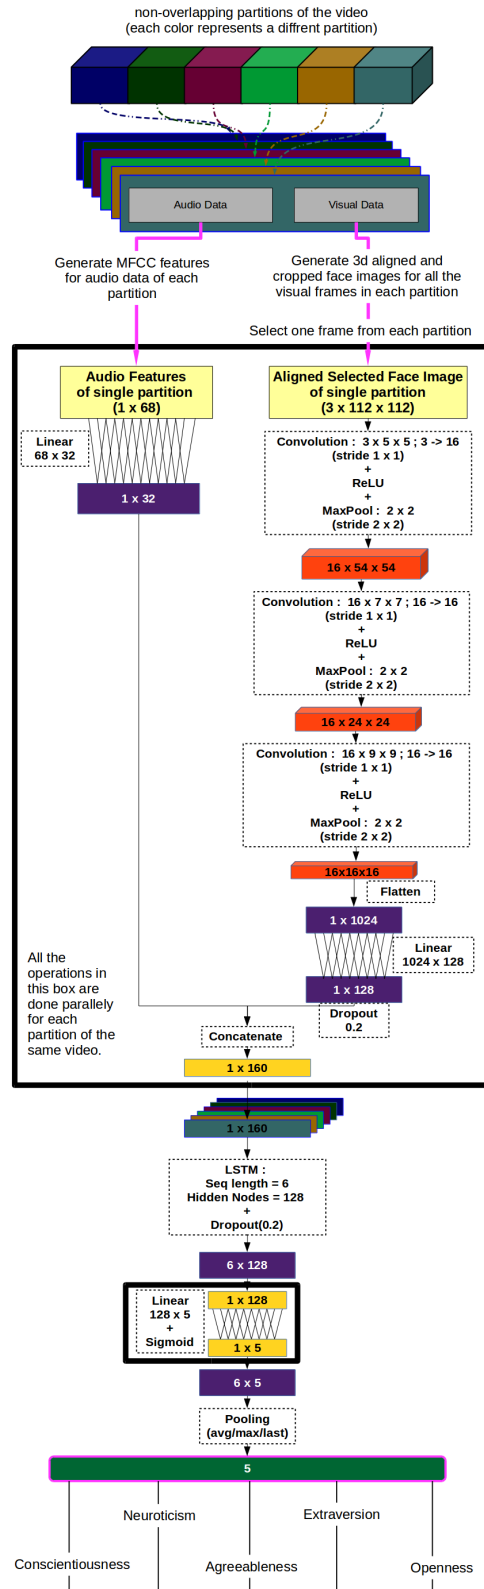 non-overlapping partitions of the video
(each color represents a diffrent partition)
Audio Data
Visual Data
Generate MFCC features
for audio data of each
partition
Generate 3d aligned and
cropped face images for all the
visual frames in each partition
Select one frame from each partition
Audio Features
of single partition
(1 x 68)
Aligned Selected Face Image
of single partition
(3 x 112 x 112)
Linear
68 x 32
1 x 32
Convolution : 3 x 5 x 5 ; 3 -> 16
(stride 1 x 1)
+
ReLU
+
MaxPool : 2 x 2
(stride 2 x 2)
16 x 54 x 54
Convolution : 16 x 7 x 7 ; 16 -> 16
(stride 1 x 1)
+
ReLU
+
MaxPool : 2 x 2
(stride 2 x 2)
16 x 24 x 24
Convolution : 16 x 9 x 9 ; 16 -> 16
(stride 1 x 1)
+
ReLU
+
MaxPool : 2 x 2
(stride 2 x 2)
16x16x16
Flatten
1 x 1024
Linear
1024 x 128
1 x 128
Dropout
0.2
All the
operations in
this box are
done parallely
for each
partition of the
same video.
Concatenate
1 x 160
1 x 160
LSTM :
Seq length = 6
Hidden Nodes = 128
+
Dropout(0.2)
6 x 128
Linear
128 x 5
+
Sigmoid
1 x 128
1 x 5
6 x 5
Pooling
(avg/max/last)
5
Neuroticism
Extraversion
Conscientiousness
Agreeableness
Openness